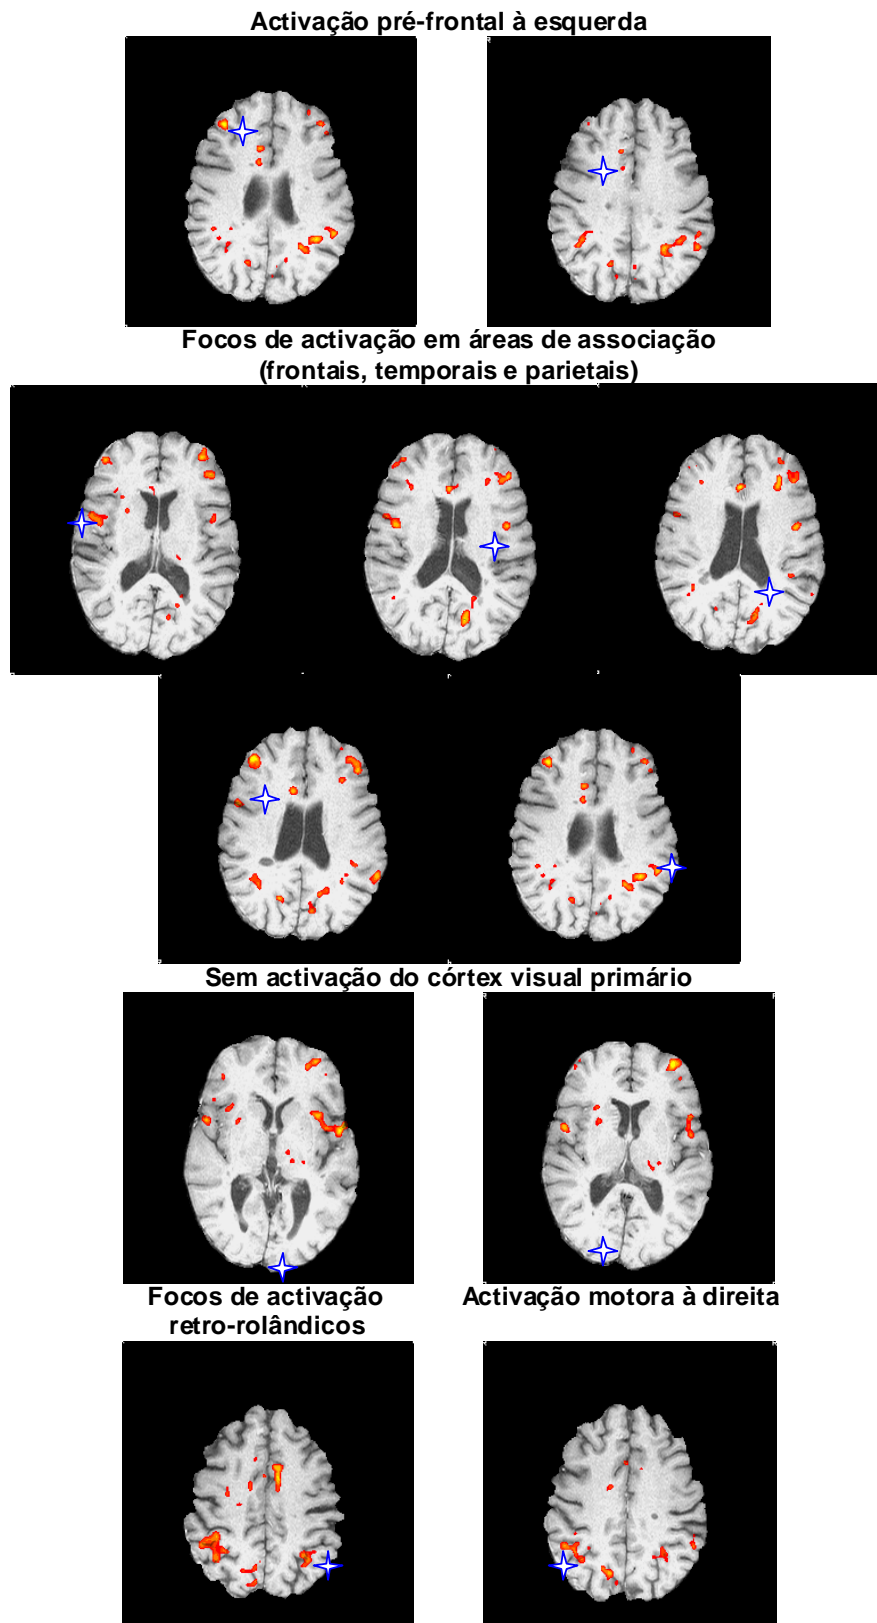 Activação pré-frontal à esquerda
Focos de activação em áreas de associação
(frontais, temporais e parietais)
Sem activação do córtex visual primário
Focos de activação
retro-rolândicos
Activação motora à direita